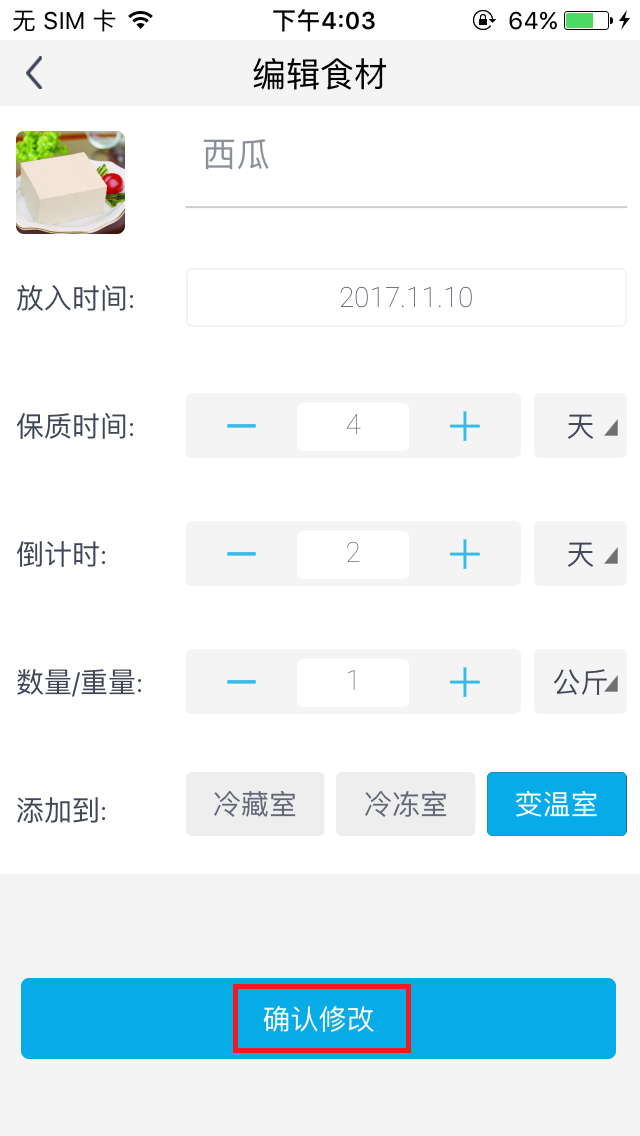 无 SIM 卡 下午4:03 64%
编辑食材
西瓜
放入时间: 2017.11.10
保质时间: 4 天
倒计时: 2 天
数量/重量: 1 公斤
添加到: 冷藏室 冷冻室 变温室
确认修改